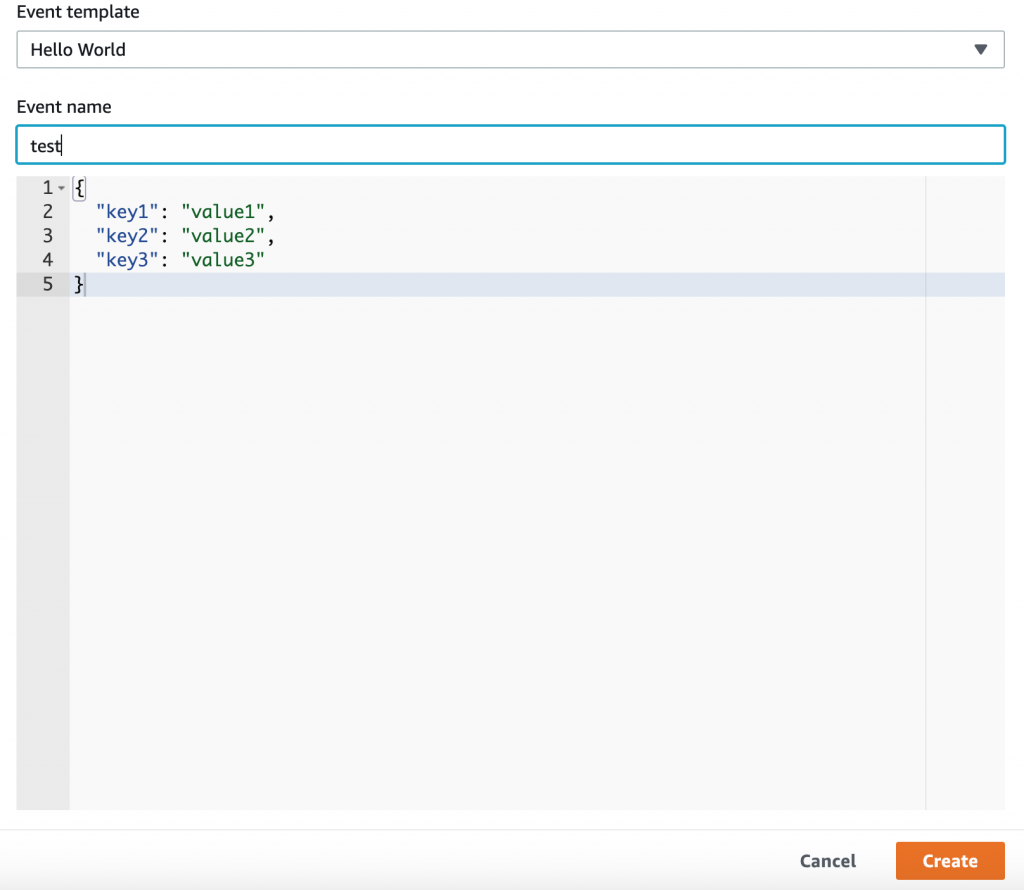 Event template
Hello World
Event name
test
1 {
2 "key1": "value1",
3 "key2": "value2",
4 "key3": "value3"
5 }
Cancel Create